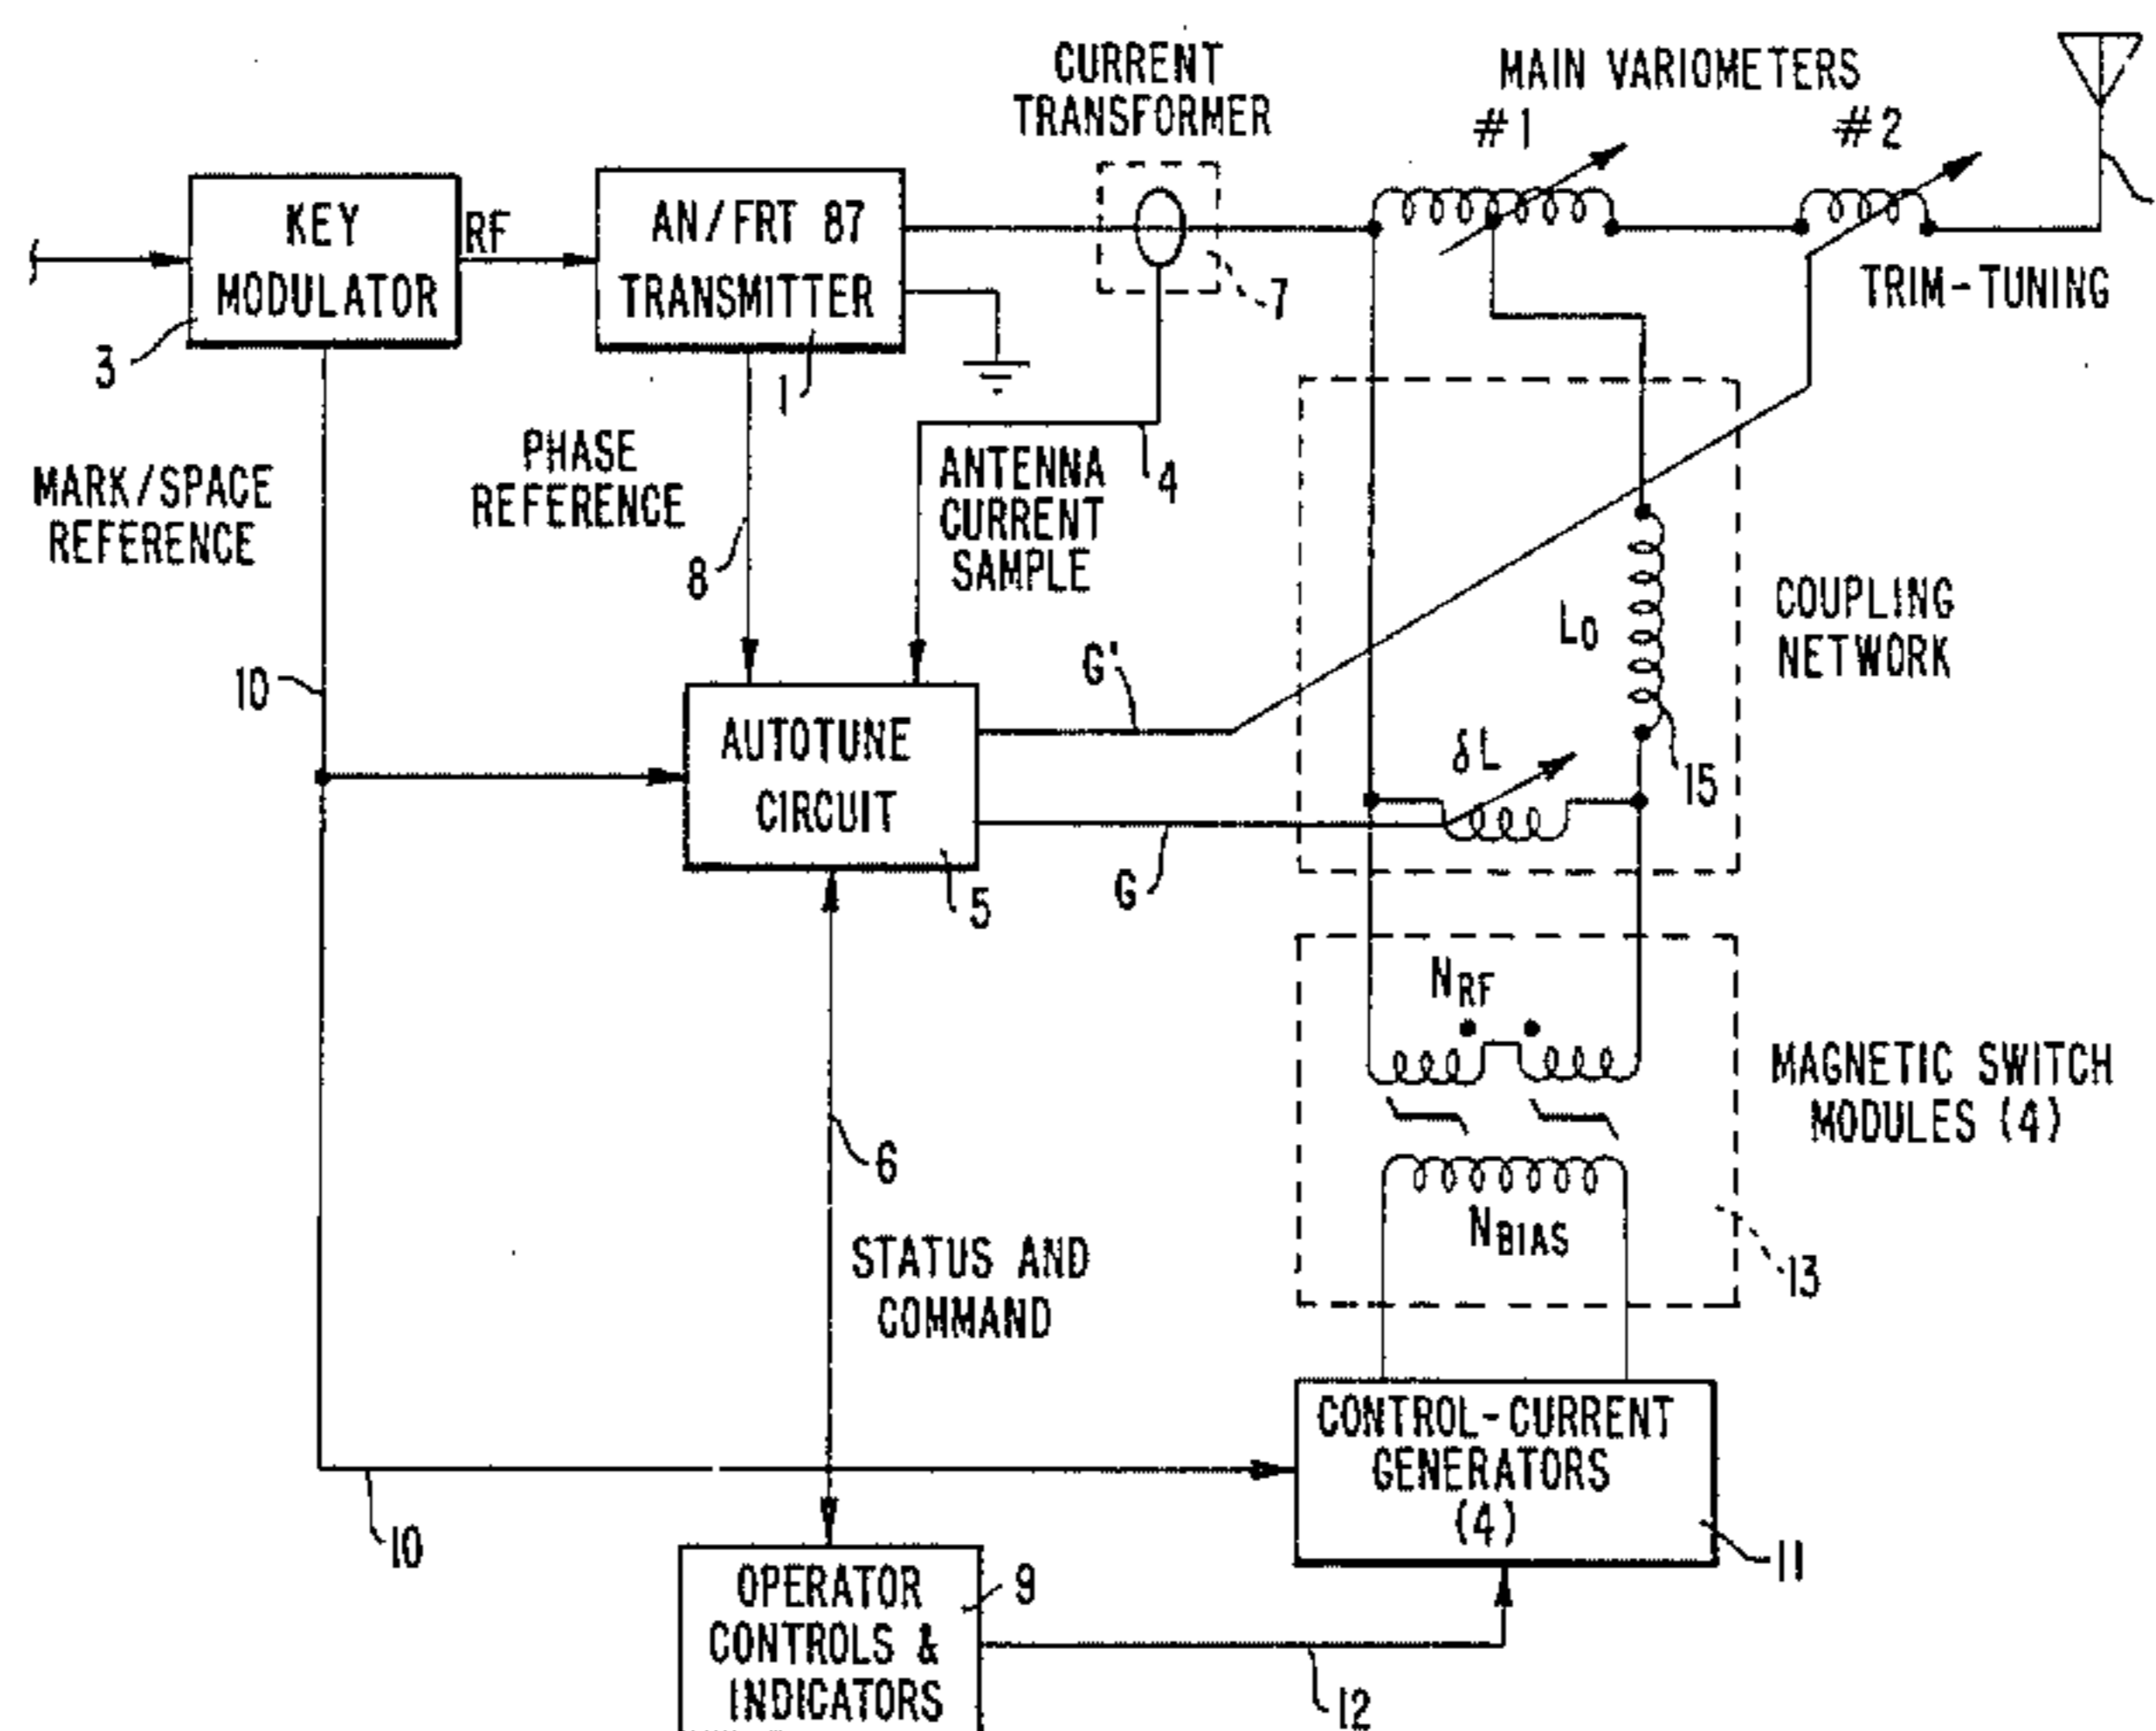 CURRENT
TRANSFORMER
MAIN VARIOMETERS
#1
#2
KEY
MODULATOR
RF
AN/FRT 87
TRANSMITTER
TRIM-TUNING
3
1
7
4
MARK/SPACE
REFERENCE
PHASE
REFERENCE
ANTENNA
CURRENT
SAMPLE
8
10
COUPLING
NETWORK
L0
15
G'
δL
AUTOTUNE
CIRCUIT
5
G
NRF
MAGNETIC SWITCH
MODULES (4)
6
NBIAS
13
STATUS AND
COMMAND
CONTROL-CURRENT
GENERATORS
(4)
11
10
OPERATOR
CONTROLS &
INDICATORS
9
12